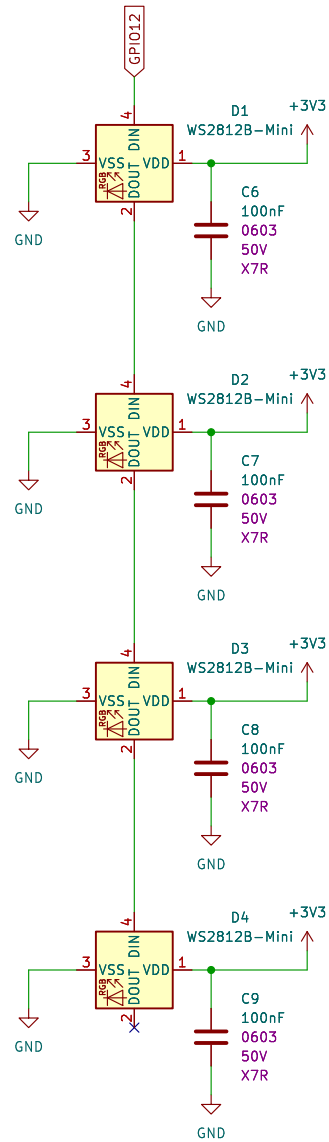 GPIO12
D1
WS2812B-Mini
+3V3
4
DIN
3
VSS
VDD
1
RGB
DOUT
2
GND
C6
100nF
0603
50V
X7R
GND
D2
WS2812B-Mini
+3V3
4
DIN
3
VSS
VDD
1
RGB
DOUT
2
GND
C7
100nF
0603
50V
X7R
GND
D3
WS2812B-Mini
+3V3
4
DIN
3
VSS
VDD
1
RGB
DOUT
2
GND
C8
100nF
0603
50V
X7R
GND
D4
WS2812B-Mini
+3V3
4
DIN
3
VSS
VDD
1
RGB
DOUT
2
GND
C9
100nF
0603
50V
X7R
GND